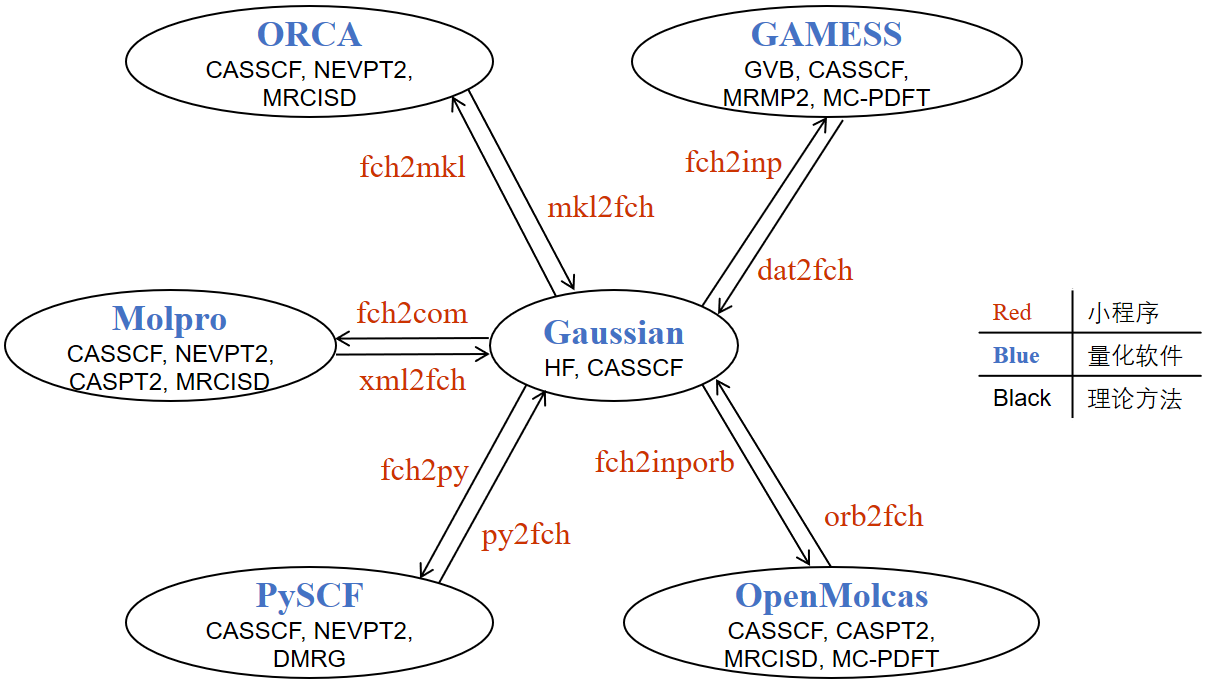 ORCA
CASSCF, NEVPT2,
MRCISD
GAMESS
GVB, CASSCF,
MRMP2, MC-PDFT
fch2mkl
mkl2fch
fch2inp
dat2fch
Molpro
CASSCF, NEVPT2,
CASPT2, MRCISD
fch2com
xml2fch
Gaussian
HF, CASSCF
Red 小程序
Blue 量化软件
Black 理论方法
fch2py
py2fch
fch2inporb
orb2fch
PySCF
CASSCF, NEVPT2,
DMRG
OpenMolcas
CASSCF, CASPT2,
MRCISD, MC-PDFT